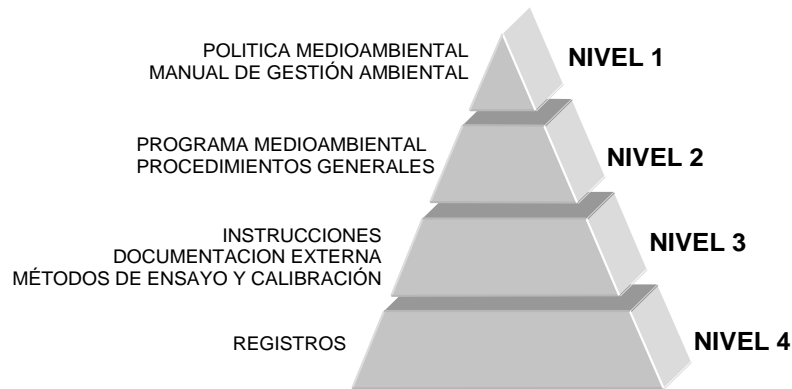 POLITICA MEDIOAMBIENTAL
MANUAL DE GESTIÓN AMBIENTAL
NIVEL 1
PROGRAMA MEDIOAMBIENTAL
PROCEDIMIENTOS GENERALES
NIVEL 2
INSTRUCCIONES
DOCUMENTACION EXTERNA
MÉTODOS DE ENSAYO Y CALIBRACIÓN
NIVEL 3
REGISTROS
NIVEL 4